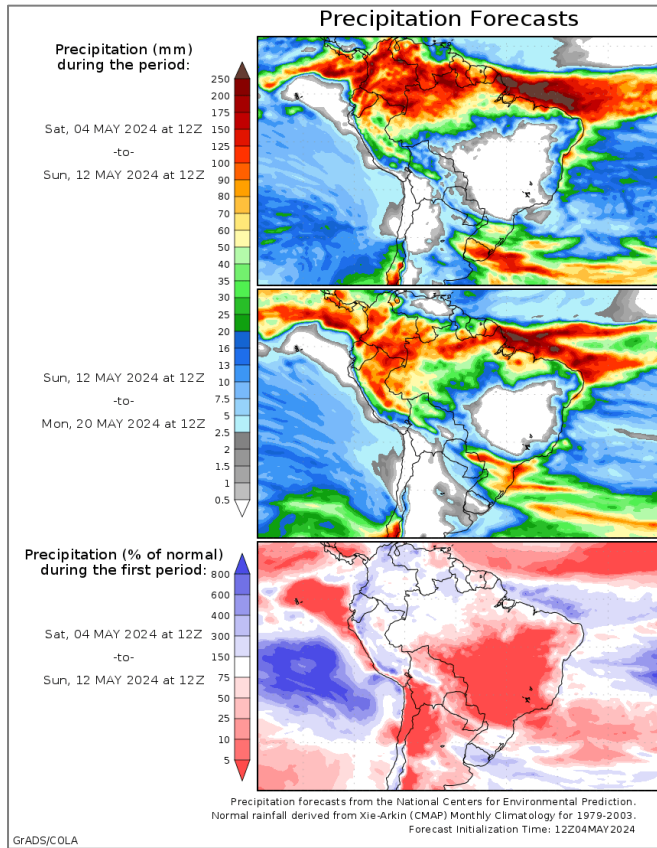 Precipitation Forecasts
Precipitation (mm)
during the period:
Sat, 04 MAY 2024 at 12Z
-to-
Sun, 12 MAY 2024 at 12Z
250
200
175
150
125
100
90
80
70
60
50
40
35
30
25
20
16
13
10
7.5
5
2.5
2
1.5
1
0.5
Sun, 12 MAY 2024 at 12Z
-to-
Mon, 20 MAY 2024 at 12Z
Precipitation (% of normal)
during the first period:
Sat, 04 MAY 2024 at 12Z
-to-
Sun, 12 MAY 2024 at 12Z
800
600
400
300
150
75
50
25
10
5
Precipitation forecasts from the National Centers for Environmental Prediction.
Normal rainfall derived from Xie-Arkin (CMAP) Monthly Climatology for 1979-2003.
Forecast Initialization Time: 12Z04MAY2024
GrADS/COLA